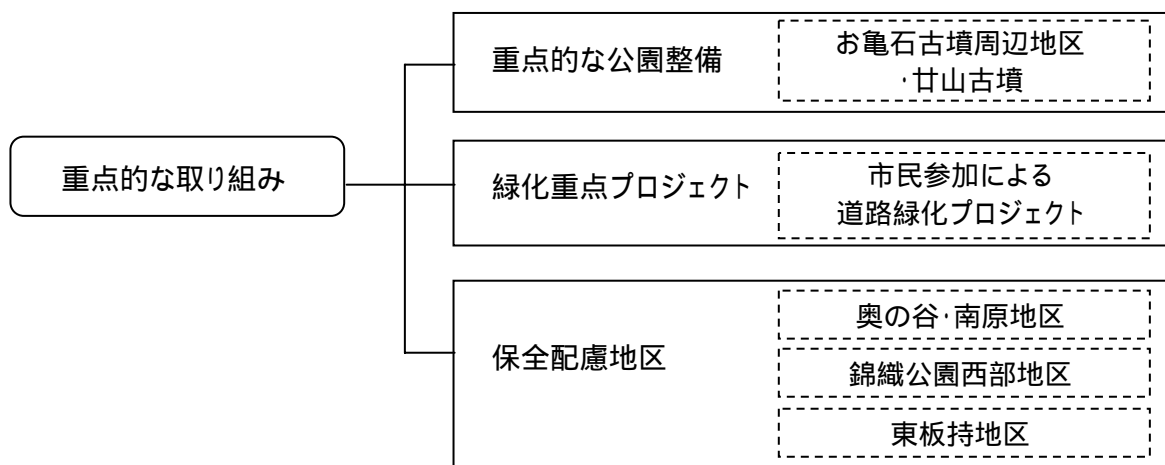 重点的な取り組み
重点的な公園整備
お亀石古墳周辺地区
・廿山古墳
緑化重点プロジェクト
市民参加による
道路緑化プロジェクト
保全配慮地区
奥の谷・南原地区
錦織公園西部地区
東板持地区